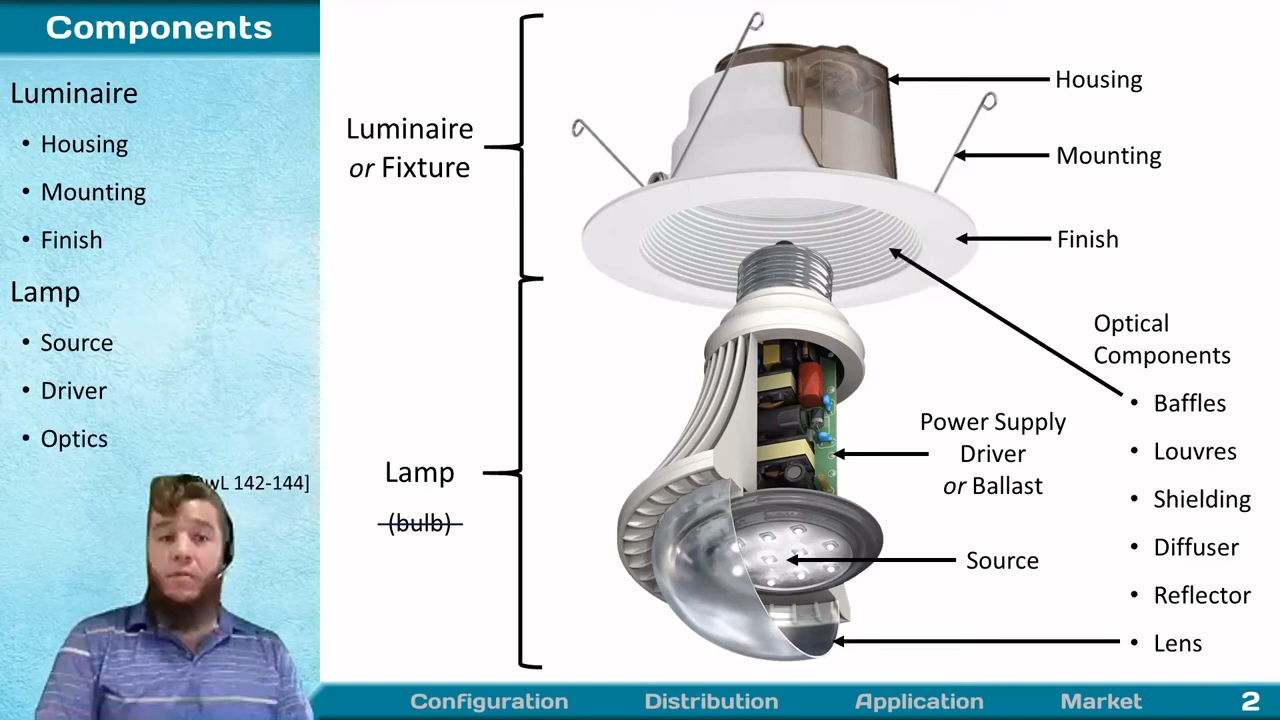 Components
Luminaire
• Housing
• Mounting
• Finish
Lamp
• Source
• Driver
• Optics
142-144]
Luminaire
or Fixture
Lamp
(bulb)
Housing
Mounting
Finish
Optical
Components
• Baffles
• Louvres
• Shielding
• Diffuser
• Reflector
• Lens
Power Supply
Driver
or Ballast
Source
Configuration
Distribution
Application
Market
2